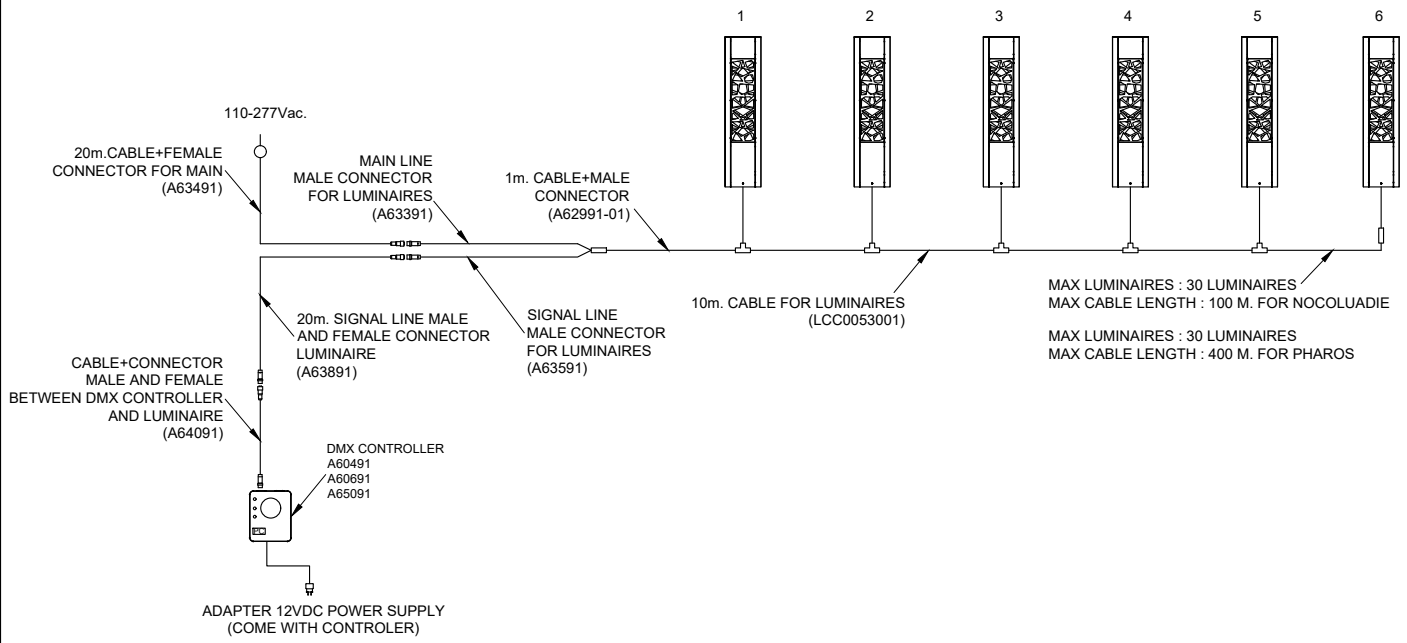 1
2
3
4
5
6
110-277Vac.
20m.CABLE+FEMALE
CONNECTOR FOR MAIN
(A63491)
MAIN LINE
MALE CONNECTOR
FOR LUMINAIRES
(A63391)
1m. CABLE+MALE
CONNECTOR
(A62991-01)
10m. CABLE FOR LUMINAIRES
(LCC0053001)
MAX LUMINAIRES : 30 LUMINAIRES
MAX CABLE LENGTH : 100 M. FOR NOCOLUADIE
MAX LUMINAIRES : 30 LUMINAIRES
MAX CABLE LENGTH : 400 M. FOR PHAROS
20m. SIGNAL LINE MALE
AND FEMALE CONNECTOR
LUMINAIRE
(A63891)
SIGNAL LINE
MALE CONNECTOR
FOR LUMINAIRES
(A63591)
CABLE+CONNECTOR
MALE AND FEMALE
BETWEEN DMX CONTROLLER
AND LUMINAIRE
(A64091)
DMX CONTROLLER
A60491
A60691
A65091
ADAPTER 12VDC POWER SUPPLY
(COME WITH CONTROLER)